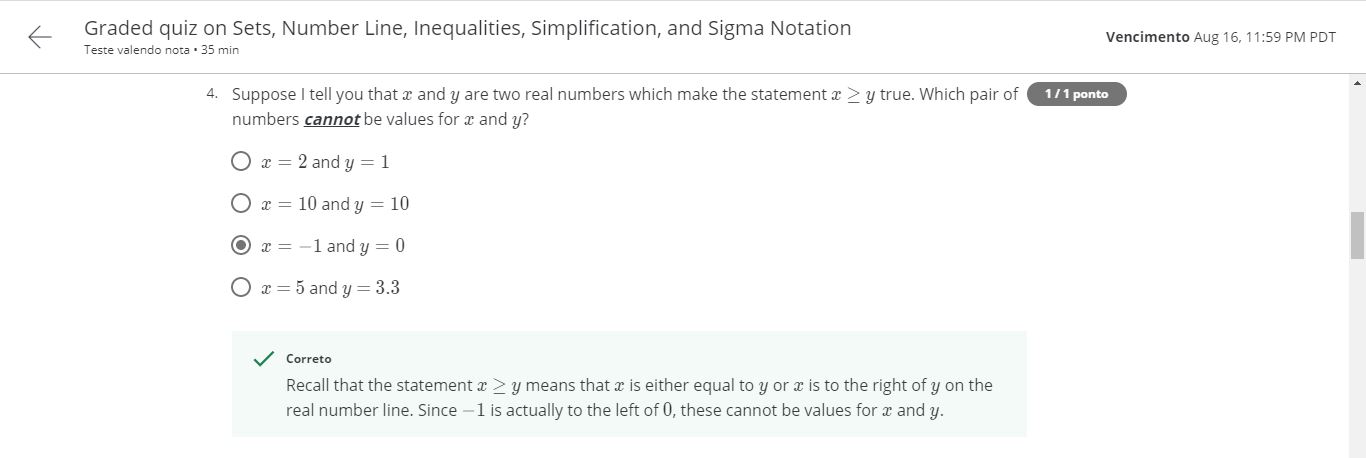 Graded quiz on Sets, Number Line, Inequalities, Simplification, and Sigma Notation
Teste valendo nota • 35 min
Vencimento Aug 16, 11:59 PM PDT
4. Suppose I tell you that x and y are two real numbers which make the statement x ≥ y true. Which pair of
1 / 1 ponto
numbers cannot be values for x and y?
x = 2 and y = 1
x = 10 and y = 10
x = −1 and y = 0
x = 5 and y = 3.3
Correto
Recall that the statement x ≥ y means that x is either equal to y or x is to the right of y on the
real number line. Since −1 is actually to the left of 0, these cannot be values for x and y.